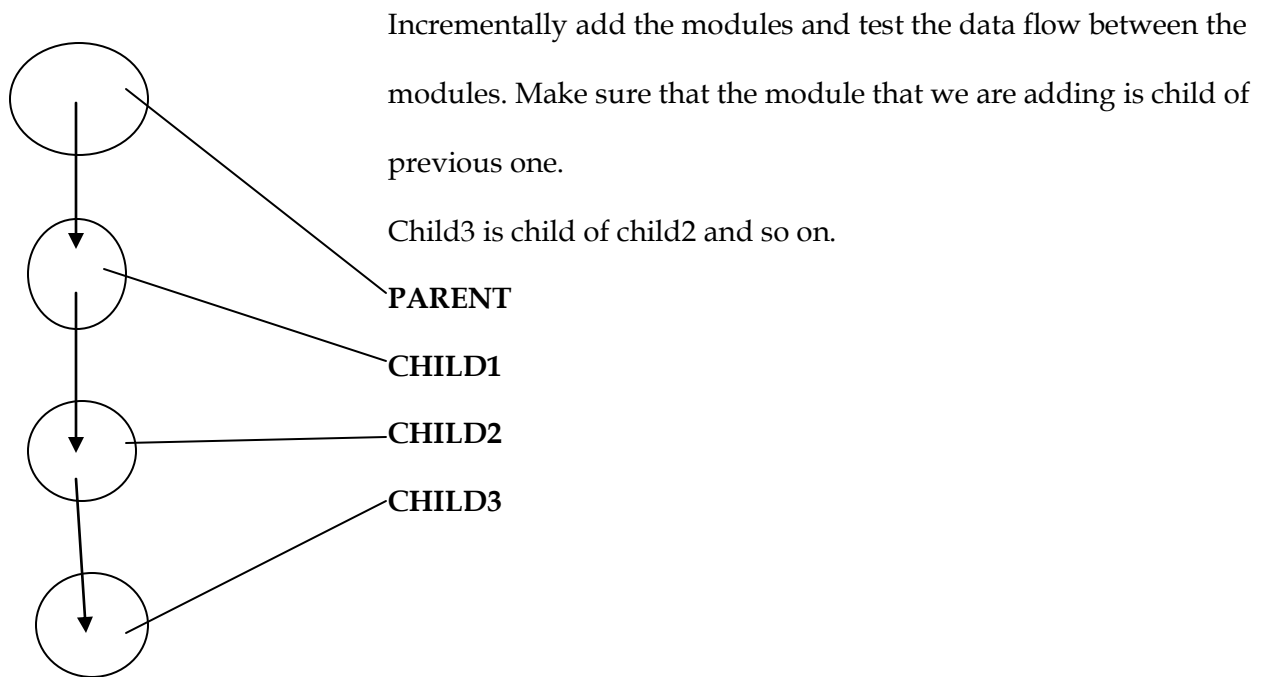 Incrementally add the modules and test the data flow between the
modules. Make sure that the module that we are adding is child of
previous one.
Child3 is child of child2 and so on.
PARENT
CHILD1
CHILD2
CHILD3